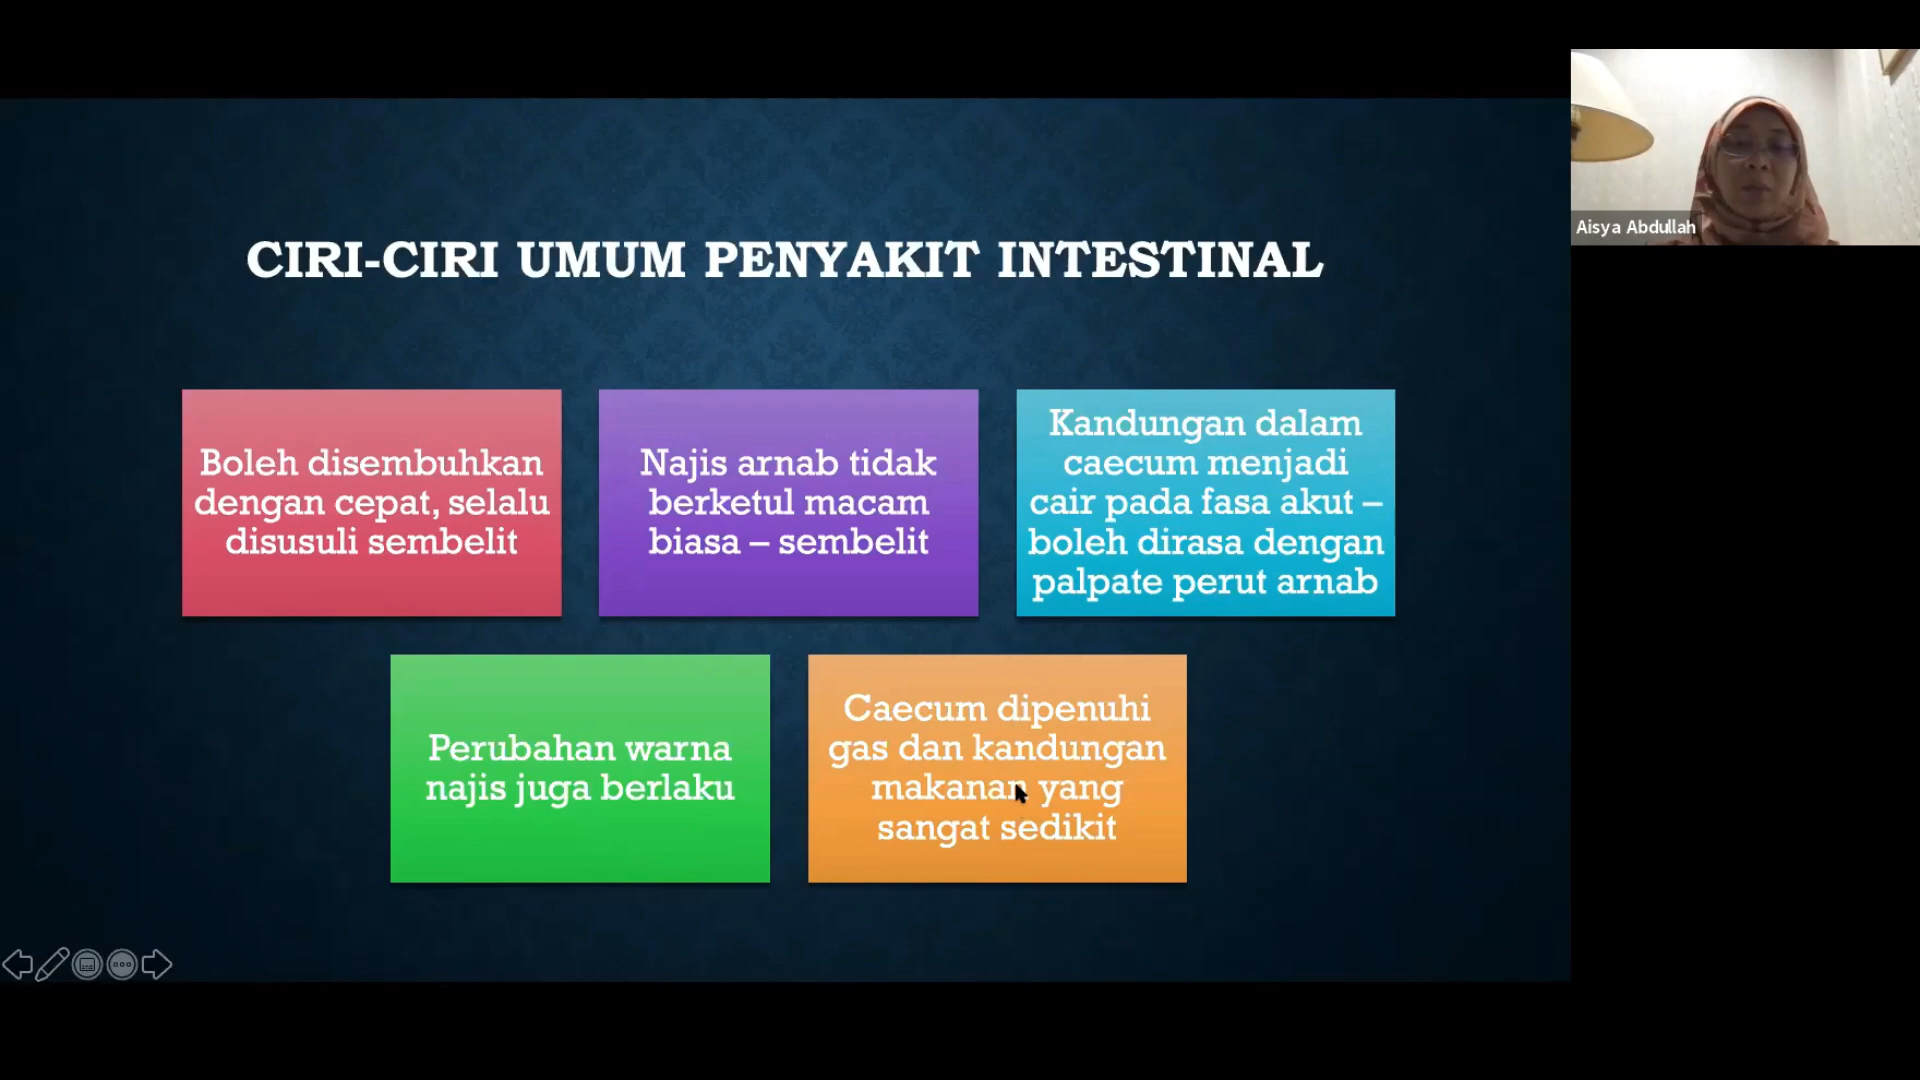 CIRI-CIRI UMUM PENYAKIT INTESTINAL
Boleh disembuhkan
dengan cepat, selalu
disusuli sembelit
Najis arnab tidak
berketul macam
biasa – sembelit
Kandungan dalam
caecum menjadi
cair pada fasa akut –
boleh dirasa dengan
palpate perut arnab
Perubahan warna
najis juga berlaku
Caecum dipenuhi
gas dan kandungan
makanan yang
sangat sedikit
Aisya Abdullah